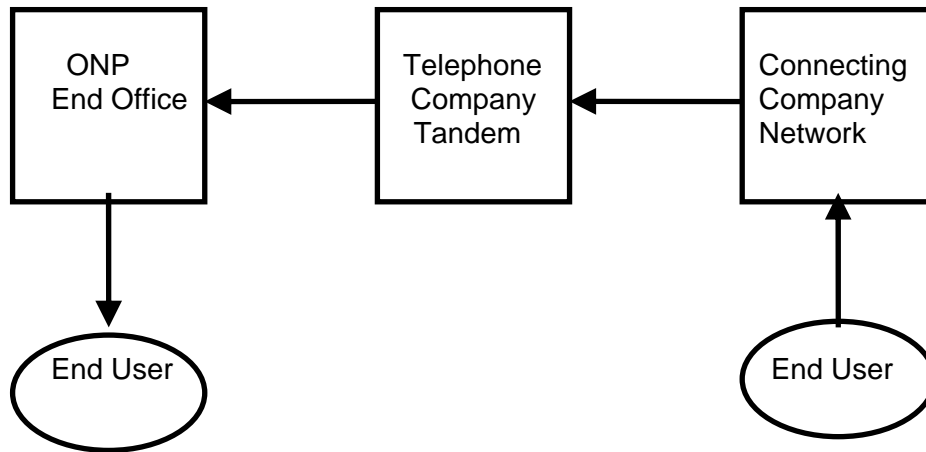 ONP
End Office
Telephone
Company
Tandem
Connecting
Company
Network
End User
End User